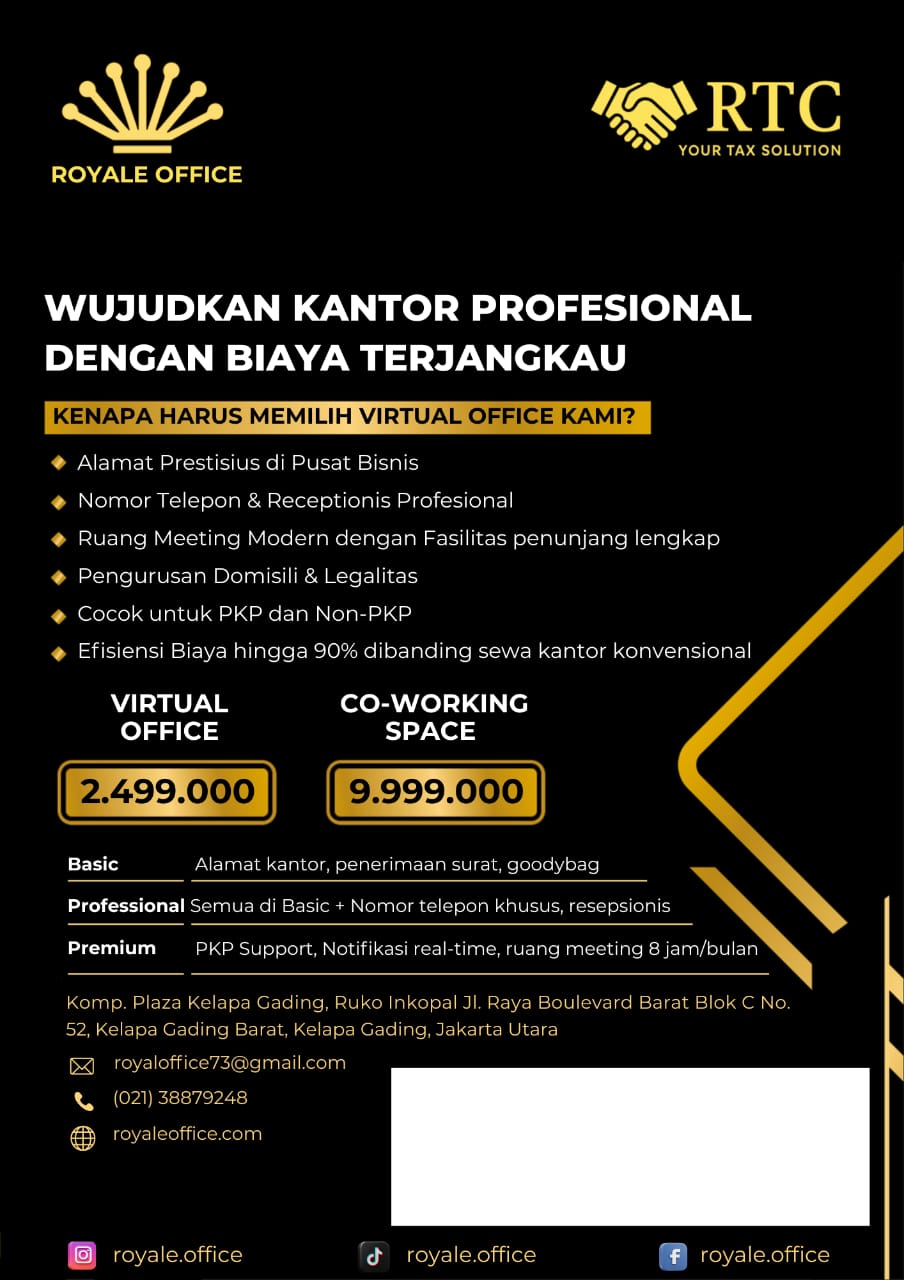 ROYALE OFFICE
RTC
YOUR TAX SOLUTION
WUJUDKAN KANTOR PROFESIONAL
DENGAN BIAYA TERJANGKAU
KENAPA HARUS MEMILIH VIRTUAL OFFICE KAMI?
Alamat Prestisius di Pusat Bisnis
Nomor Telepon & Receptionis Profesional
Ruang Meeting Modern dengan Fasilitas penunjang lengkap
Pengurusan Domisili & Legalitas
Cocok untuk PKP dan Non-PKP
Efisiensi Biaya hingga 90% dibanding sewa kantor konvensional
VIRTUAL
OFFICE
2.499.000
CO-WORKING
SPACE
9.999.000
Basic Alamat kantor, penerimaan surat, goodybag
Professional Semua di Basic + Nomor telepon khusus, resepsionis
Premium PKP Support, Notifikasi real-time, ruang meeting 8 jam/bulan
Komp. Plaza Kelapa Gading, Ruko Inkopal Jl. Raya Boulevard Barat Blok C No.
52, Kelapa Gading Barat, Kelapa Gading, Jakarta Utara
royaloffice73@gmail.com
(021) 38879248
royaleoffice.com
royale.office royale.office royale.office